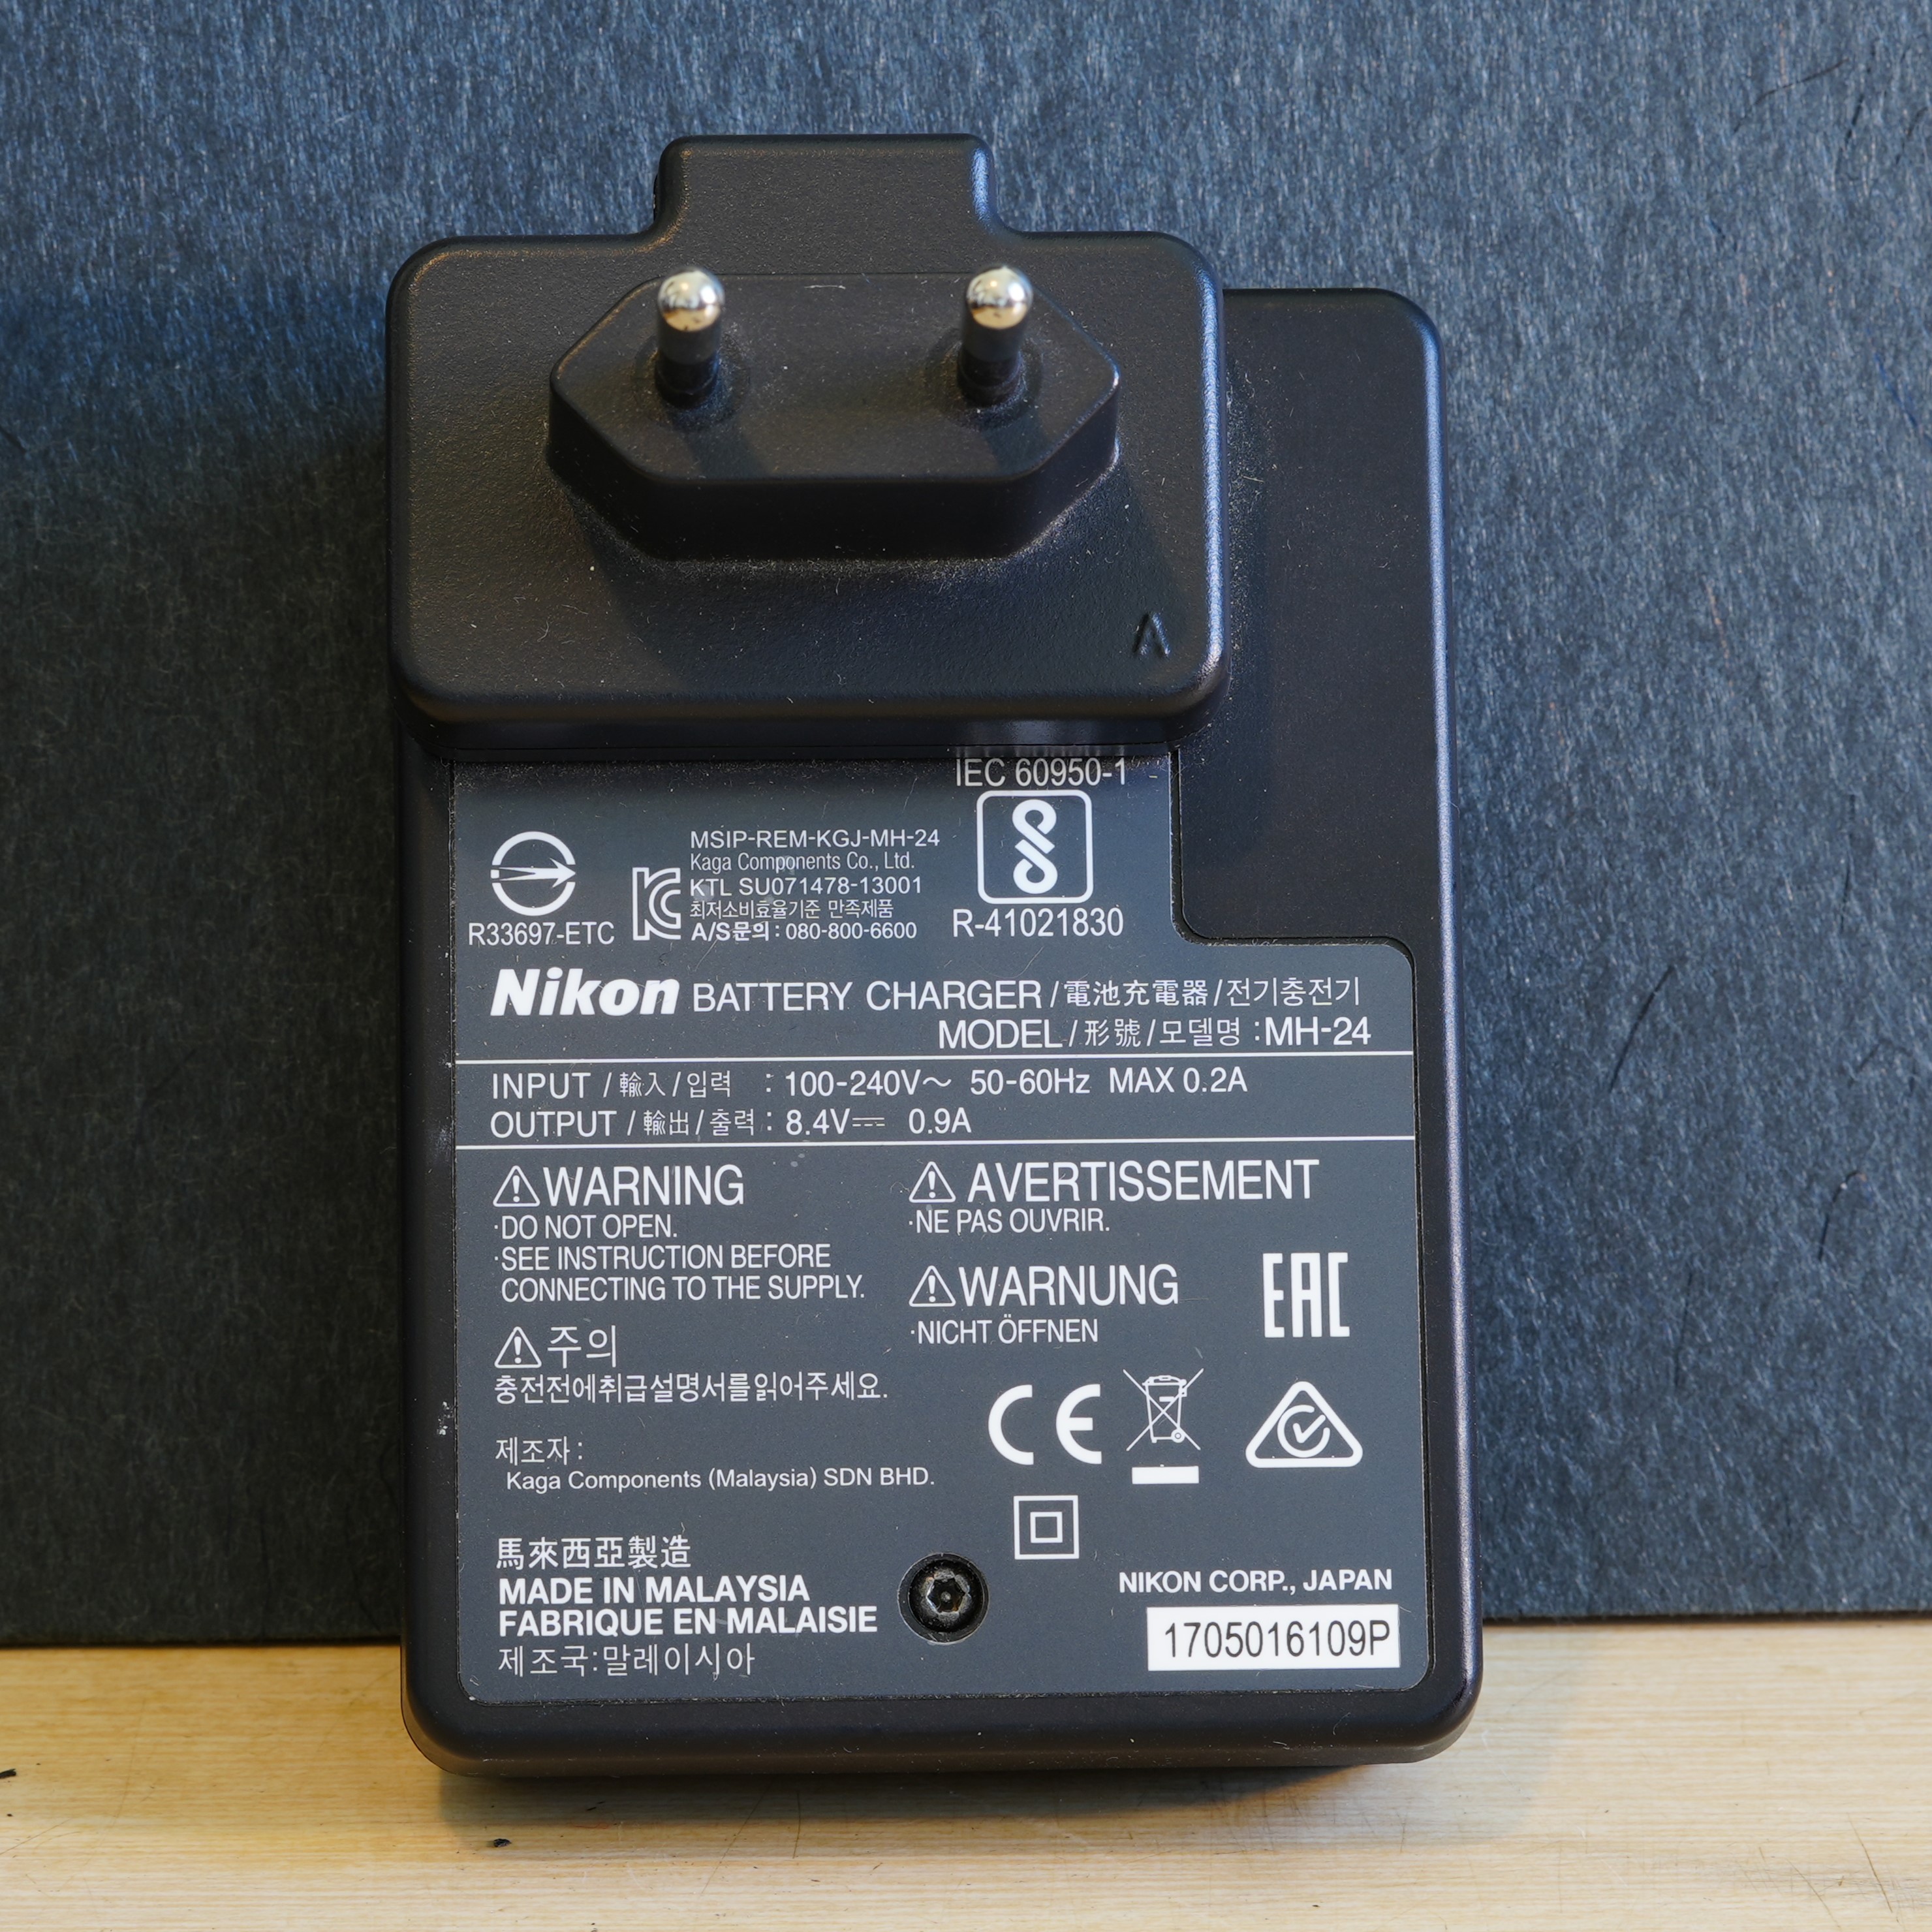 A
IEC 60950-1
R33697-ETC
MSIP-REM-KGJ-MH-24
Kaga Components Co., Ltd.
KTL SU071478-13001
최저소비효율기준 만족제품
A/S문의 : 080-800-6600
R-41021830
Nikon BATTERY CHARGER / 電池充電器 / 전기충전기
MODEL / 形號 / 모델명 : MH-24
INPUT / 輸入 / 입력 : 100-240V～ 50-60Hz MAX 0.2A
OUTPUT / 輸出 / 출력 : 8.4V⎓ 0.9A
WARNING
·DO NOT OPEN.
·SEE INSTRUCTION BEFORE
CONNECTING TO THE SUPPLY.
주의
충전전에취급설명서를읽어주세요.
제조자 :
Kaga Components (Malaysia) SDN BHD.
AVERTISSEMENT
·NE PAS OUVRIR.
WARNUNG
·NICHT ÖFFNEN
EAC
CE
馬來西亞製造
MADE IN MALAYSIA
FABRIQUE EN MALAISIE
제조국:말레이시아
NIKON CORP., JAPAN
1705016109P